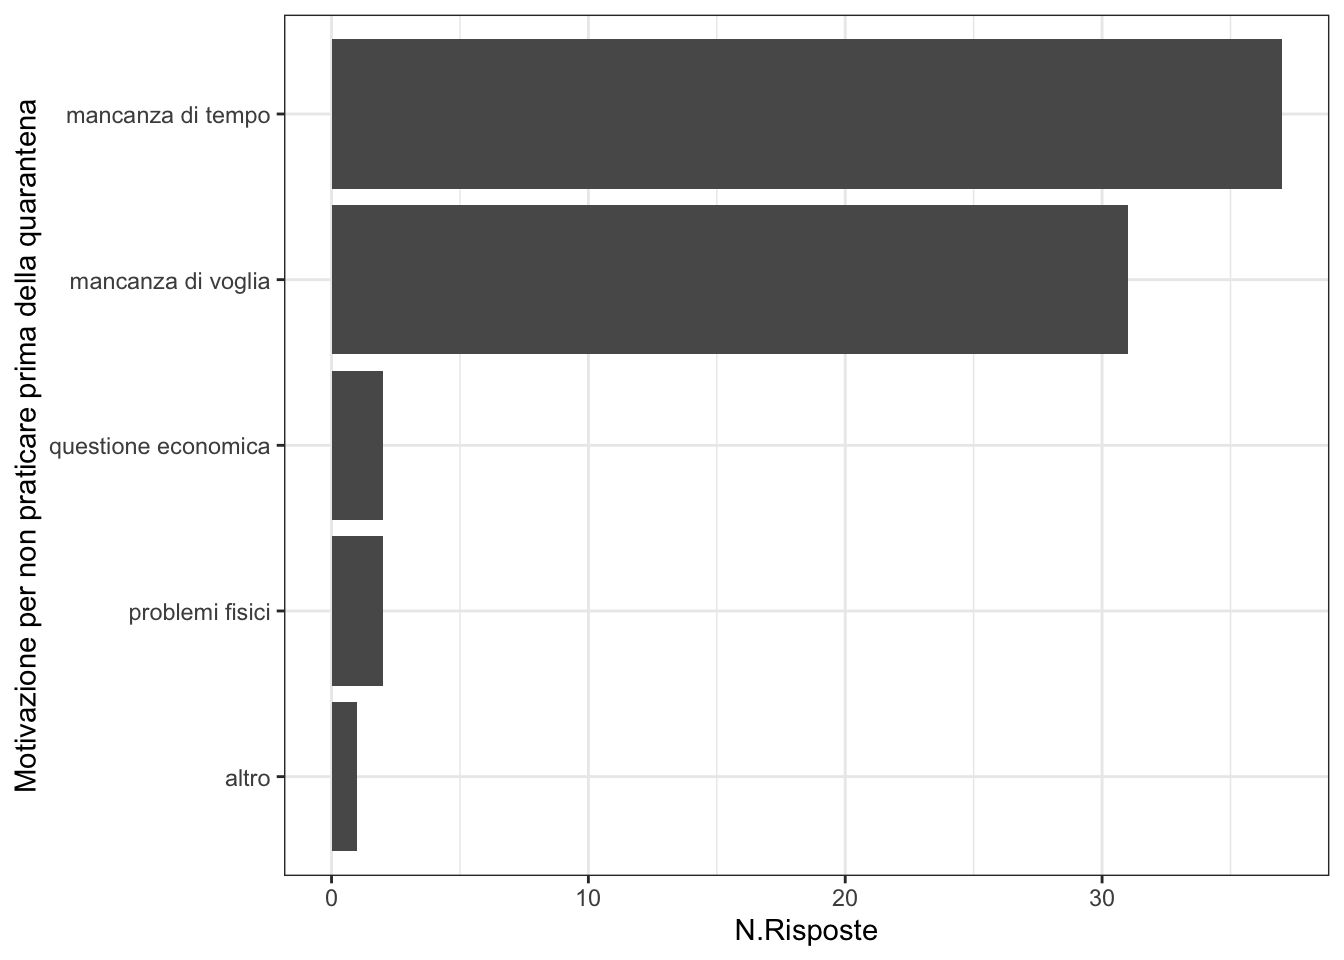 Motivazione per non praticare prima della quarantena
mancanza di tempo
mancanza di voglia
questione economica
problemi fisici
altro
0 10 20 30
N.Risposte